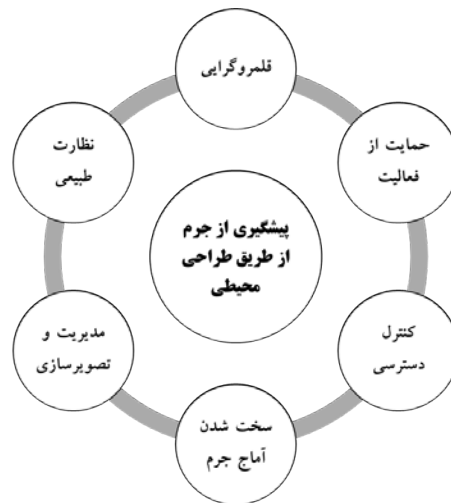 قلمروگرایی
حمایت از
فعالیت
کنترل
دسترسی
سخت شدن
آماج جرم
مدیریت و
تصویرسازی
نظارت
طبیعی
پیشگیری از جرم
از طریق طراحی
محیطی